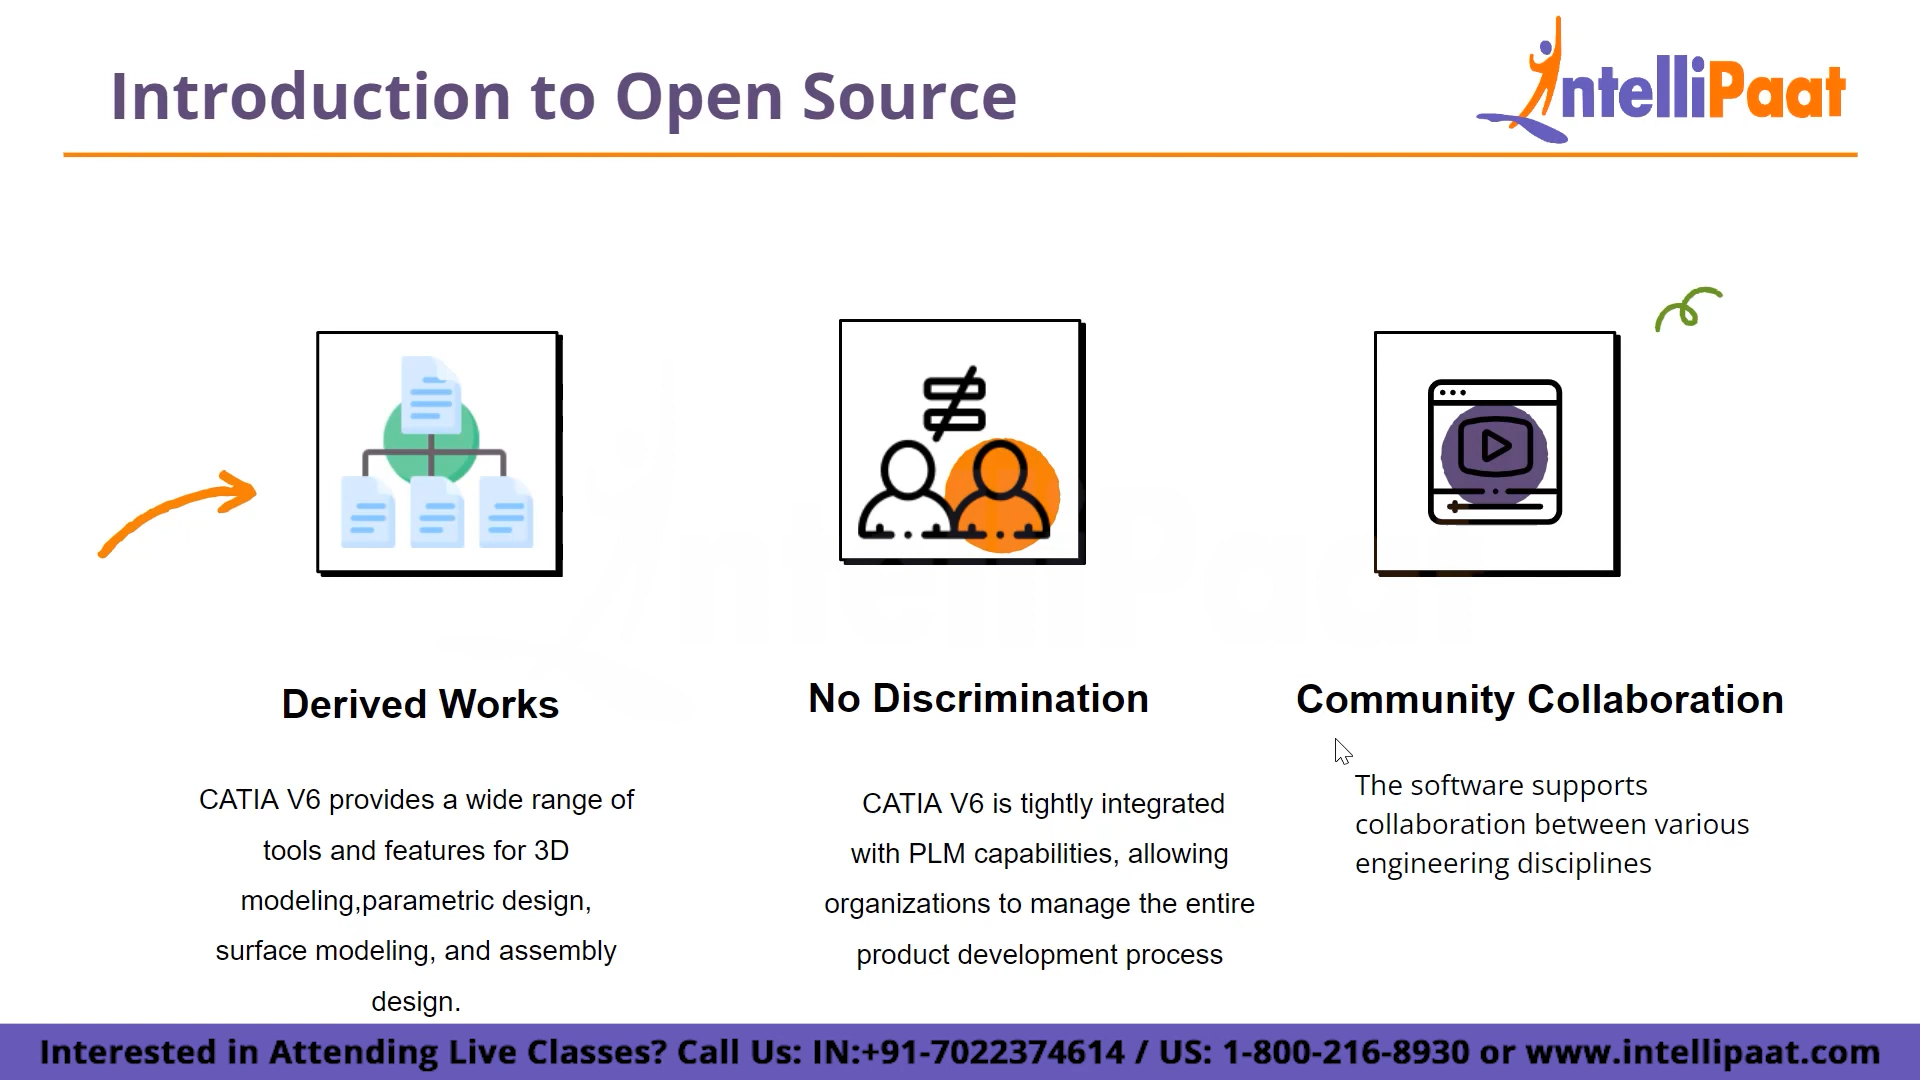 Introduction to Open Source
IntelliPaat
Derived Works
CATIA V6 provides a wide range of
tools and features for 3D
modeling,parametric design,
surface modeling, and assembly
design.
No Discrimination
CATIA V6 is tightly integrated
with PLM capabilities, allowing
organizations to manage the entire
product development process
Community Collaboration
The software supports
collaboration between various
engineering disciplines
Interested in Attending Live Classes? Call Us: IN:+91-7022374614 / US: 1-800-216-8930 or www.intellipaat.com